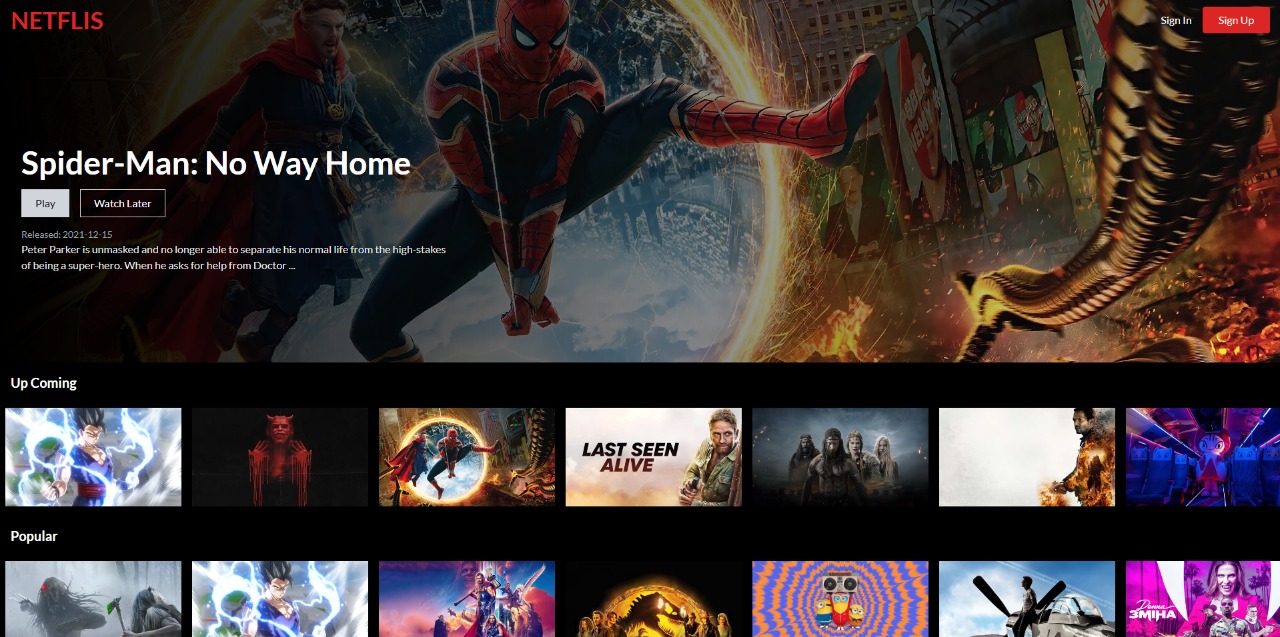 NETFLIS
Sign In
Sign Up
Spider-Man: No Way Home
Play
Watch Later
Released: 2021-12-15
Peter Parker is unmasked and no longer able to separate his normal life from the high-stakes
of being a super-hero. When he asks for help from Doctor ...
Up Coming
LAST SEEN
ALIVE
Popular
Денна
ЗМІНА